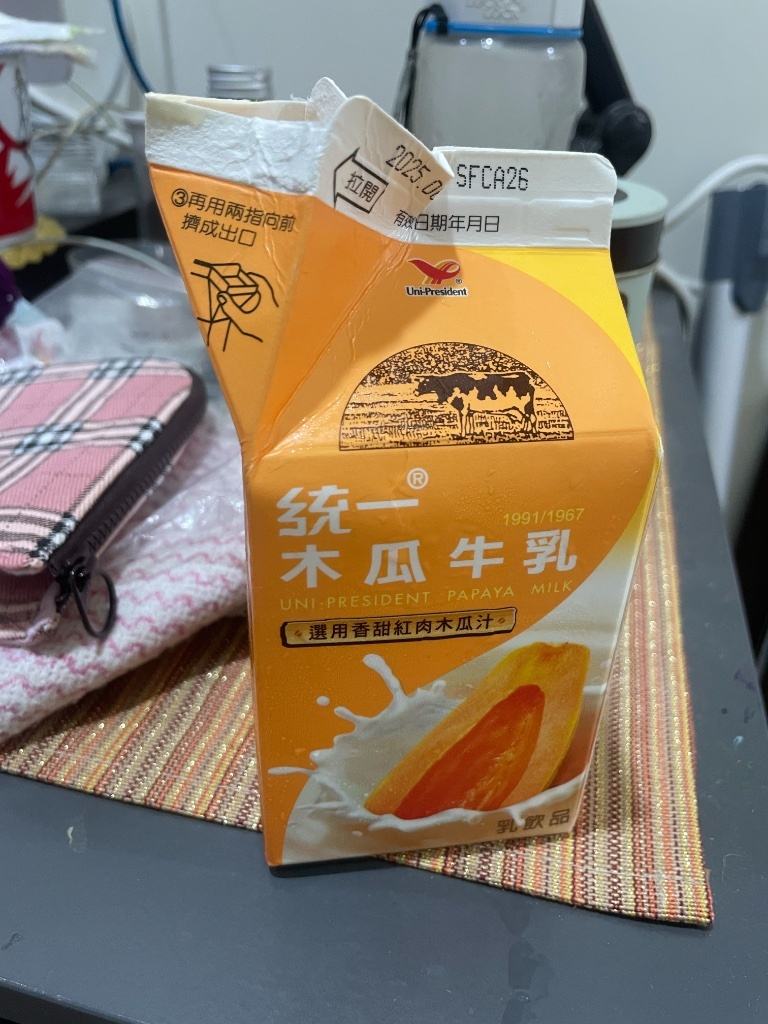 2025.0
SFCA26
拉開
有效日期年月日
③再用兩指向前
擠成出口
Uni-President®
統一®
1991/1967
木瓜牛乳
UNI-PRESIDENT PAPAYA MILK
選用香甜紅肉木瓜汁
乳飲品